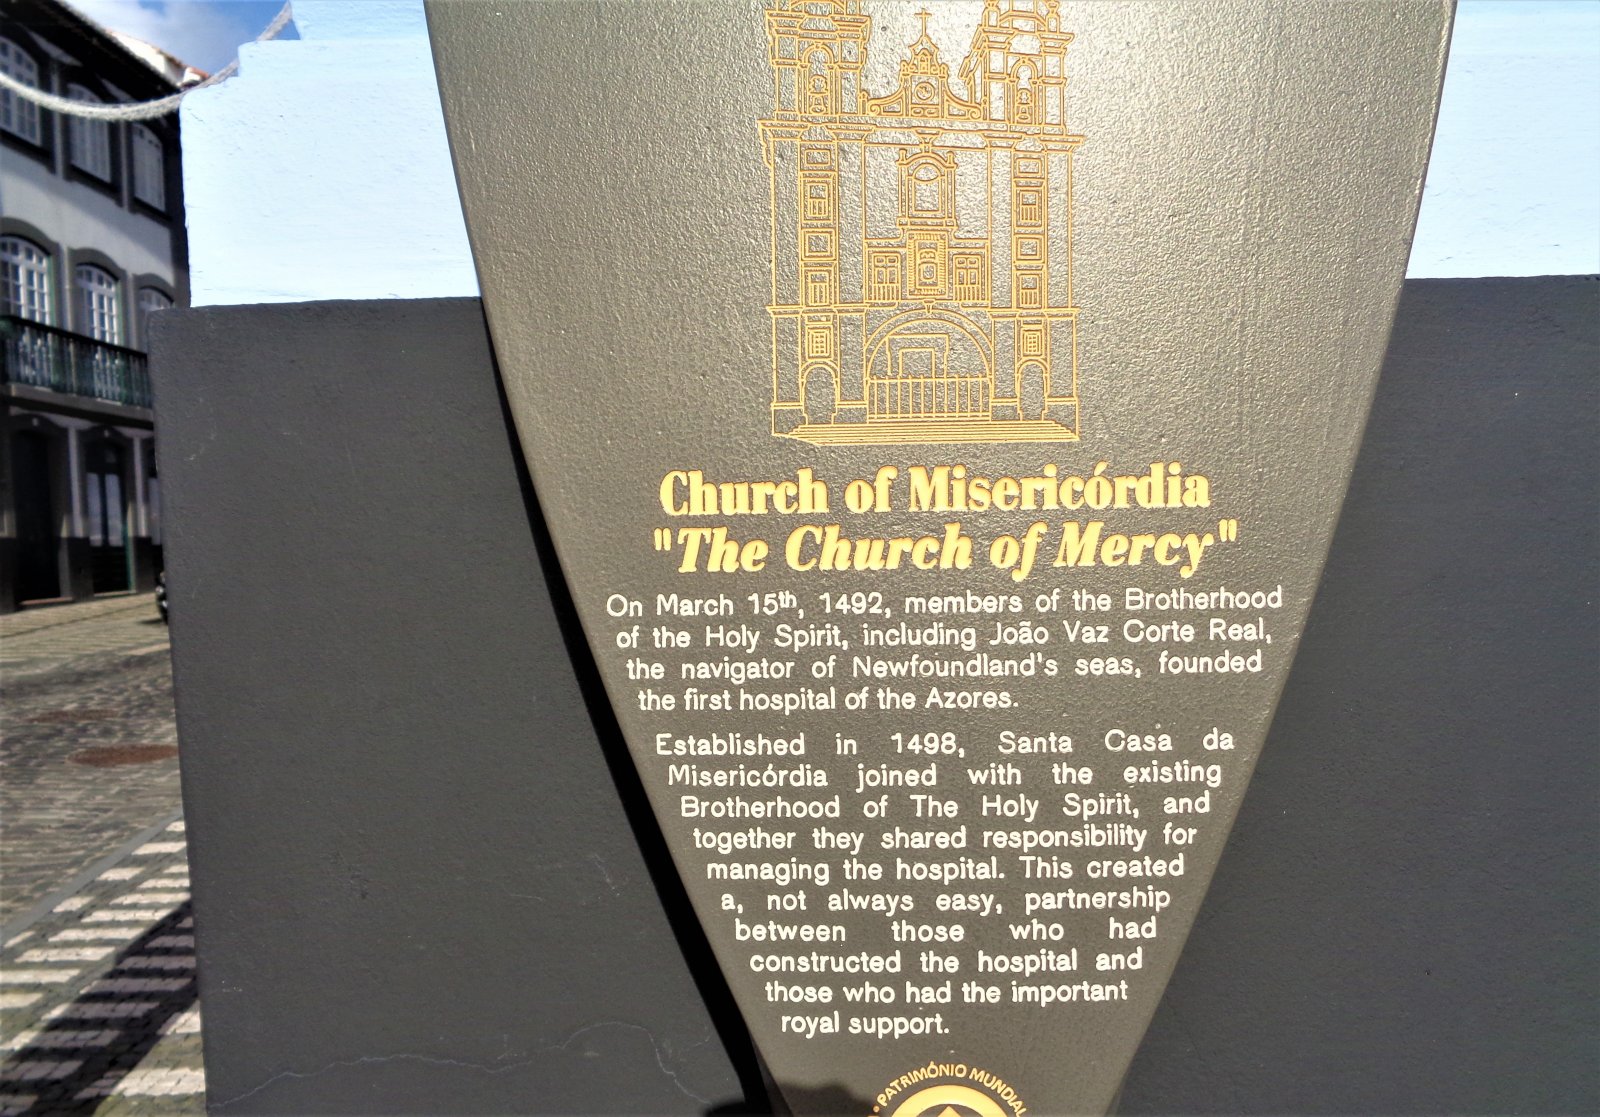 Church of Misericórdia
"The Church of Mercy"
On March 15th, 1492, members of the Brotherhood
of the Holy Spirit, including João Vaz Corte Real,
the navigator of Newfoundland's seas, founded
the first hospital of the Azores.
Established in 1498, Santa Casa da
Misericórdia joined with the existing
Brotherhood of The Holy Spirit, and
together they shared responsibility for
managing the hospital. This created
a, not always easy, partnership
between those who had
constructed the hospital and
those who had the important
royal support.
• PATRIMÓNIO MUNDIAL